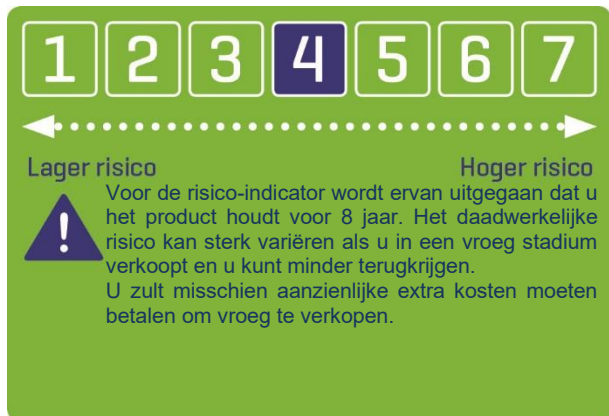 1 2 3 4 5 6 7
Lager risico Hoger risico
Voor de risico-indicator wordt ervan uitgegaan dat u
het product houdt voor 8 jaar. Het daadwerkelijke
! risico kan sterk variëren als u in een vroeg stadium
verkoopt en u kunt minder terugkrijgen.
U zult misschien aanzienlijke extra kosten moeten
betalen om vroeg te verkopen.